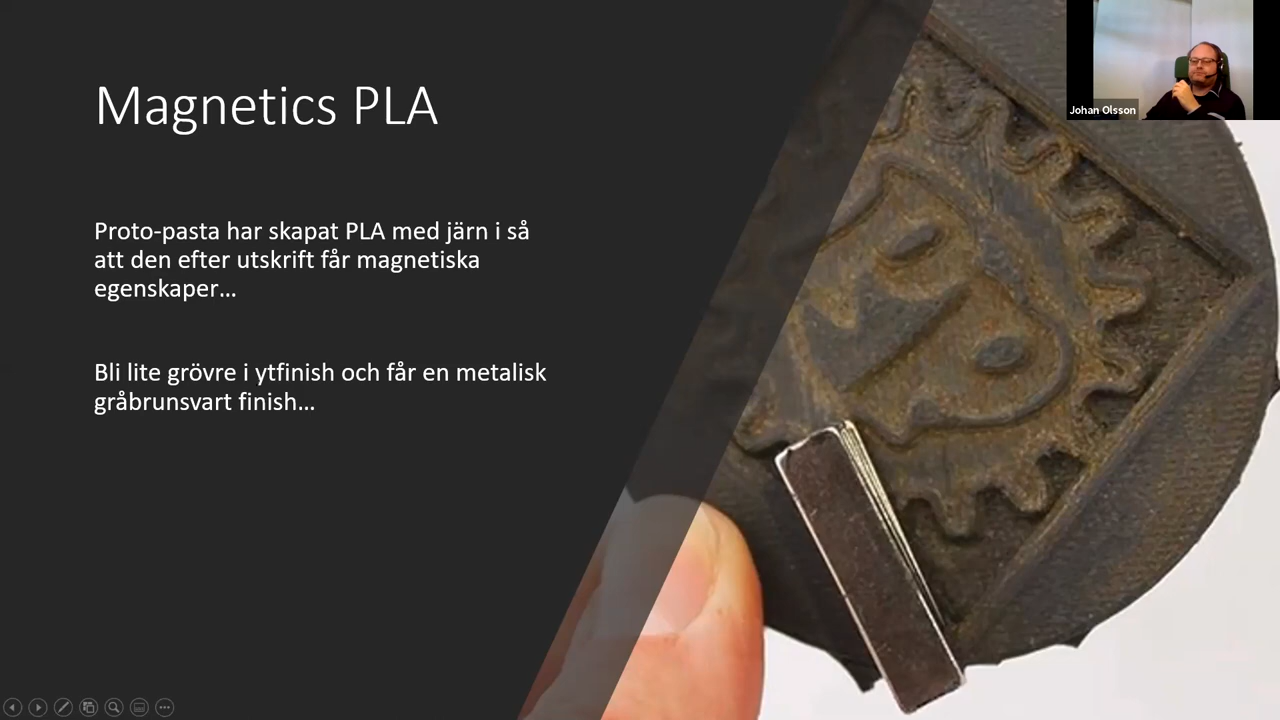 Magnetics PLA
Proto-pasta har skapat PLA med järn i så
att den efter utskrift får magnetiska
egenskaper...
Bli lite grövre i ytfinish och får en metalisk
gråbrunsvart finish...
Johan Olsson